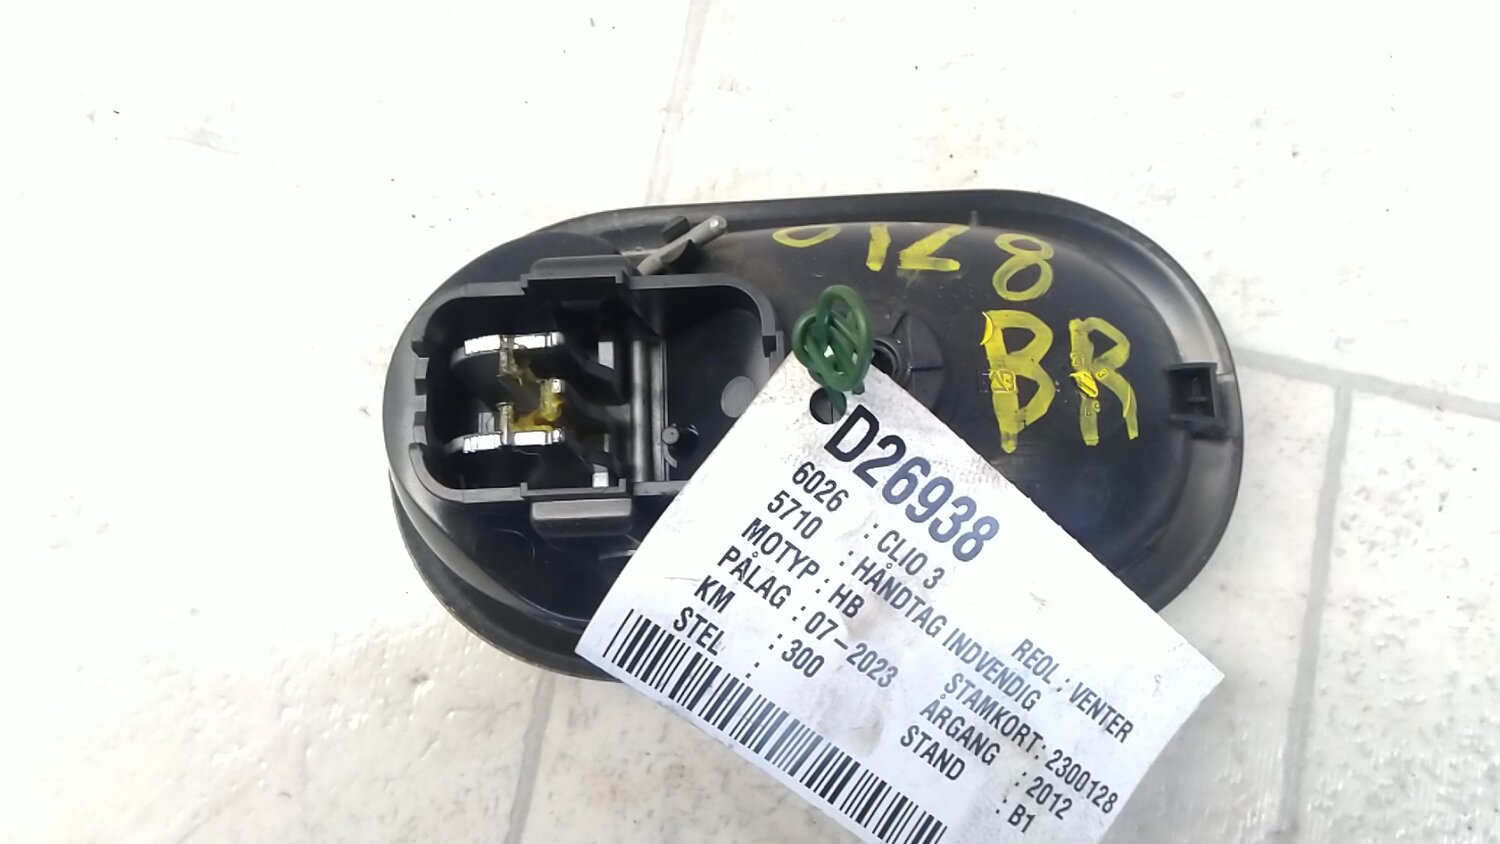 0128
BR
D26938
6026 : CLIO 3
5710 : HÅNDTAG INDVENDIG
MOTYP : HB
PÅLAG : 07-2023
KM : 300
STEL :
REOL : VENTER
STAMKORT : 2300128
ÅRGANG : 2012
STAND : B1